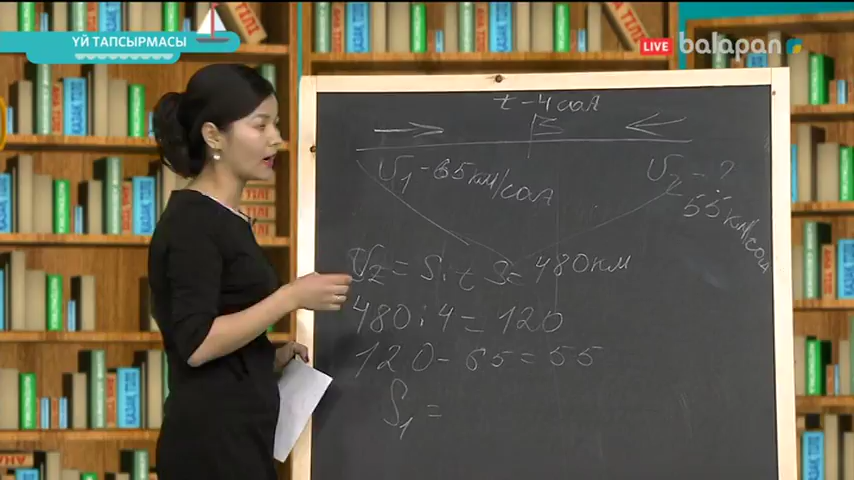 ҮЙ ТАПСЫРМАСЫ
LIVE balapan
t - 4 сағ
V₁ - 65 км/сағ
V₂ - ?
55 км/сағ
V₂ = S : t S = 480 км
480 : 4 = 120
120 - 65 = 55
S₁ =